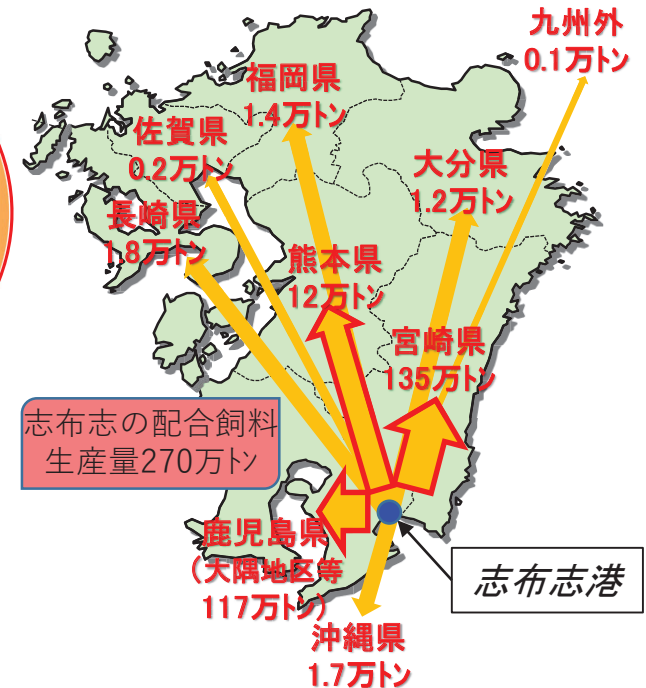 九州外
0.1万トン
福岡県
1.4万トン
佐賀県
0.2万トン
大分県
1.2万トン
長崎県
1.8万トン
熊本県
12万トン
宮崎県
135万トン
志布志の配合飼料
生産量270万トン
鹿児島県
（大隅地区等
117万トン）
志布志港
沖縄県
1.7万トン